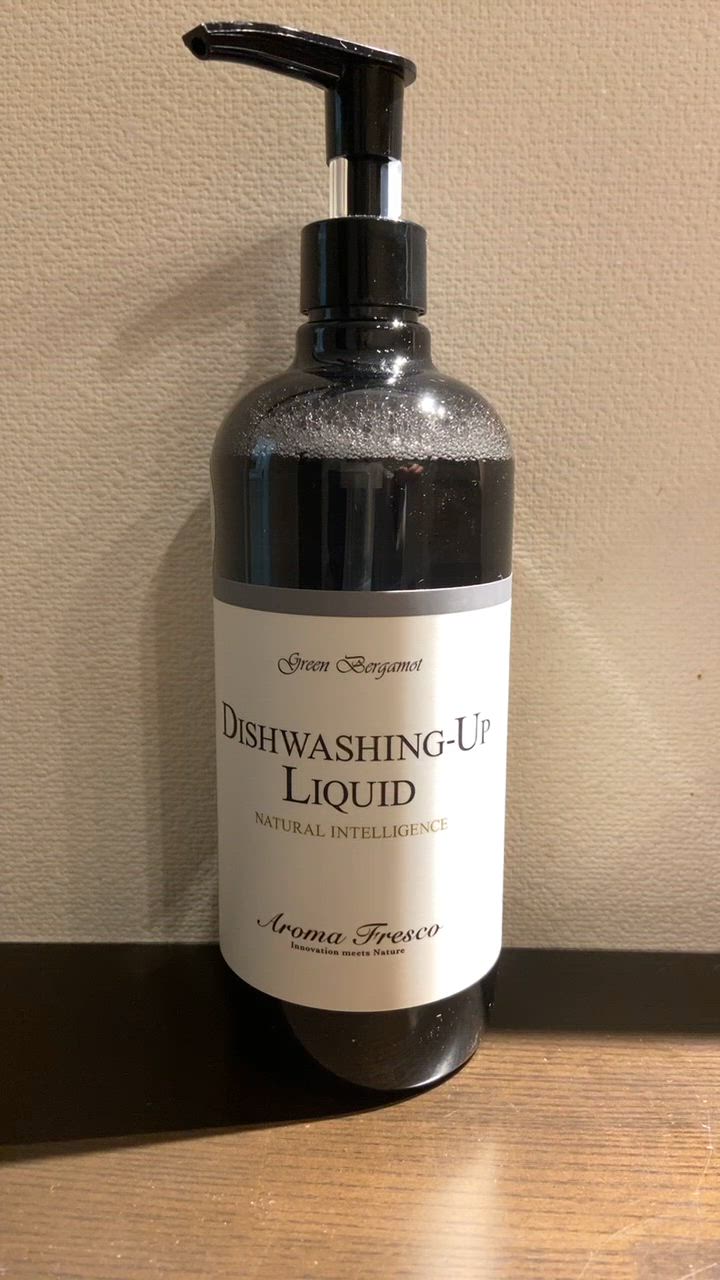 Green Bergamot
DISHWASHING-UP
LIQUID
NATURAL INTELLIGENCE
Aroma Fresco
Innovation meets Nature